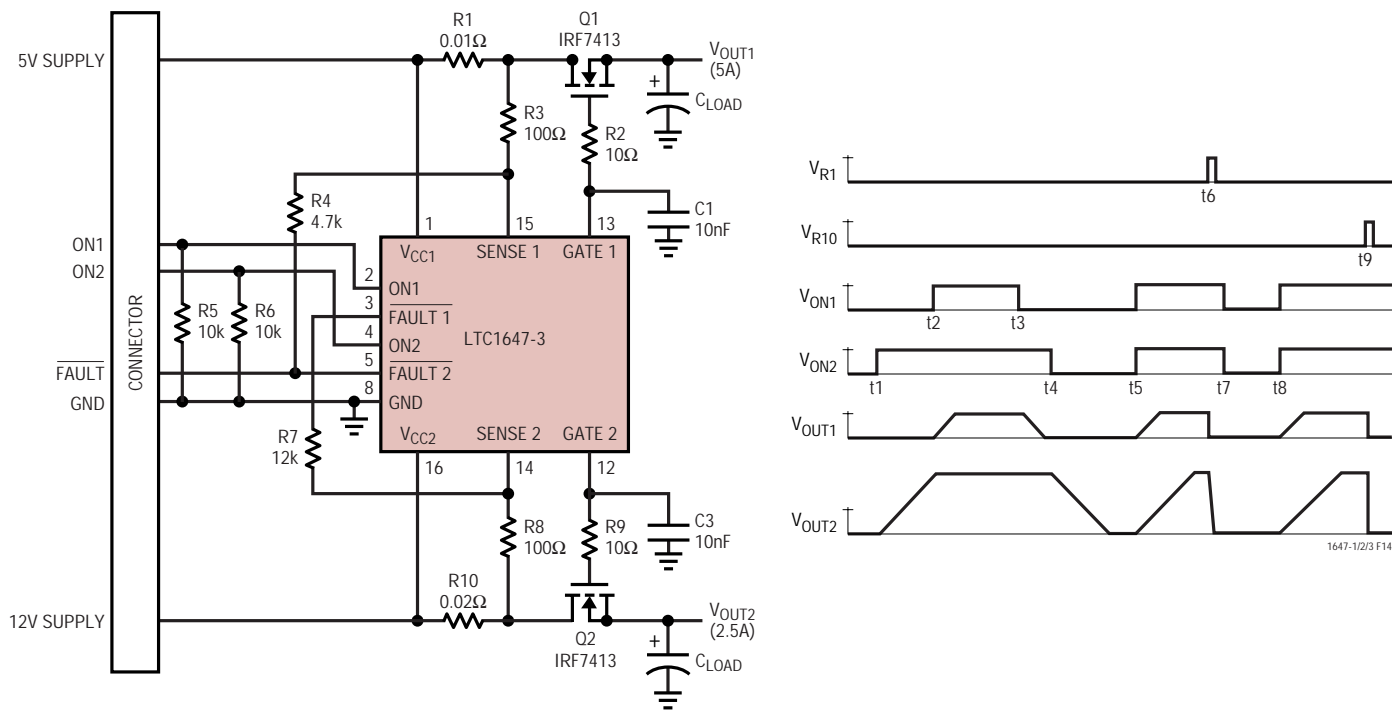 R1
0.01Ω
Q1
IRF7413
5V SUPPLY
VOUT1
(5A)
+
CLOAD
R3
100Ω
R2
10Ω
R4
4.7k
C1
10nF
1
15
13
ON1
ON2
VCC1
SENSE 1
GATE 1
2
ON1
3
FAULT 1
4
ON2
5
FAULT 2
8
GND
LTC1647-3
R5
10k
R6
10k
CONNECTOR
FAULT
GND
R7
12k
VCC2
SENSE 2
GATE 2
16
14
12
R8
100Ω
R9
10Ω
C3
10nF
R10
0.02Ω
12V SUPPLY
Q2
IRF7413
VOUT2
(2.5A)
+
CLOAD
VR1
t6
VR10
t9
VON1
t2
t3
VON2
t1
t4
t5
t7
t8
VOUT1
VOUT2
1647-1/2/3 F14